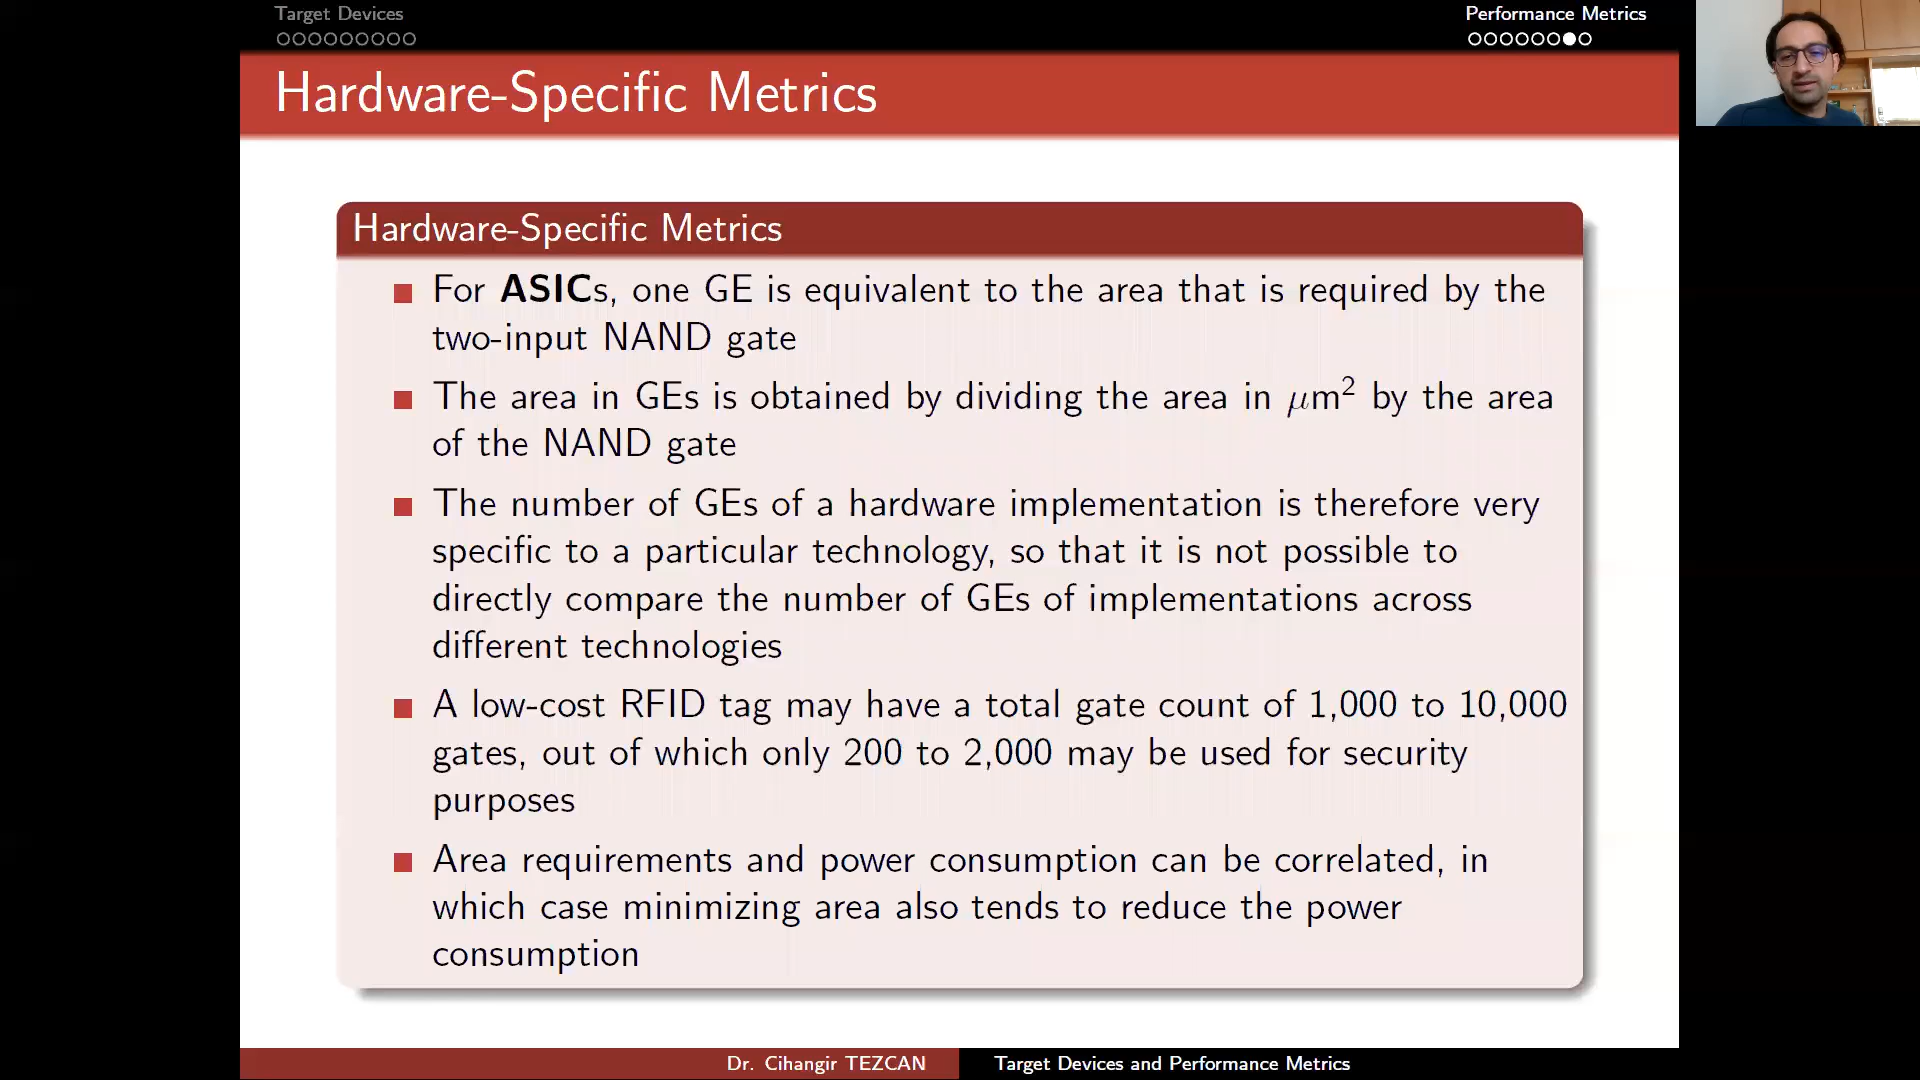 Target Devices
Performance Metrics
Hardware-Specific Metrics
Hardware-Specific Metrics
For ASICs, one GE is equivalent to the area that is required by the
two-input NAND gate
The area in GEs is obtained by dividing the area in μm² by the area
of the NAND gate
The number of GEs of a hardware implementation is therefore very
specific to a particular technology, so that it is not possible to
directly compare the number of GEs of implementations across
different technologies
A low-cost RFID tag may have a total gate count of 1,000 to 10,000
gates, out of which only 200 to 2,000 may be used for security
purposes
Area requirements and power consumption can be correlated, in
which case minimizing area also tends to reduce the power
consumption
Dr. Cihangir TEZCAN
Target Devices and Performance Metrics